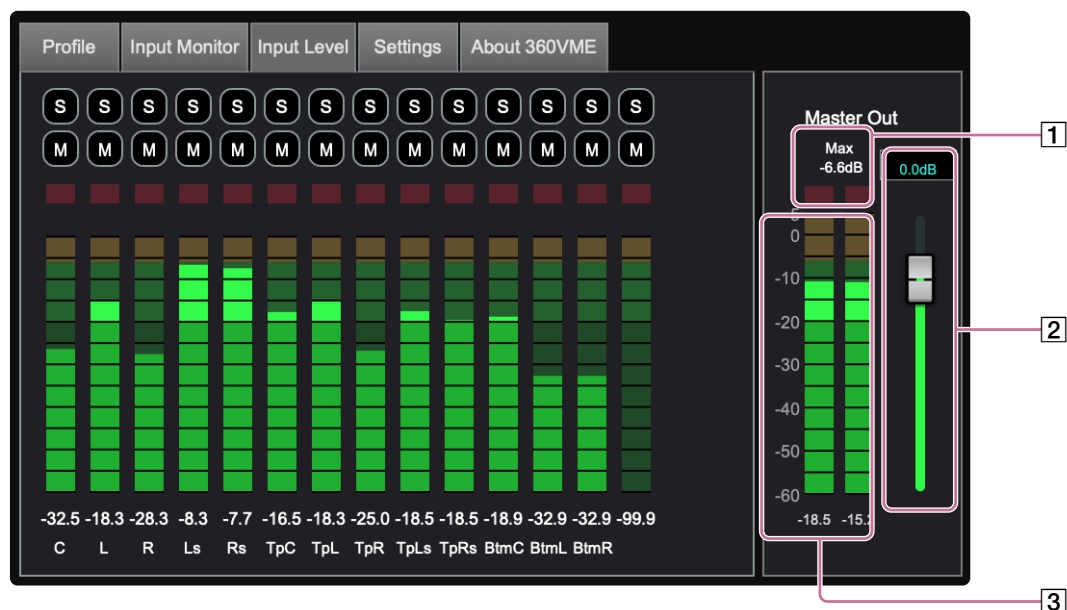 Profile Input Monitor Input Level Settings About 360VME
S S S S S S S S S S S S S S
M M M M M M M M M M M M M M
-32.5 -18.3 -28.3 -8.3 -7.7 -16.5 -18.3 -25.0 -18.5 -18.5 -18.9 -32.9 -32.9 -99.9
C L R Ls Rs TpC TpL TpR TpLs TpRs BtmC BtmL BtmR
Master Out
Max
-6.6dB
0.0dB
0
-10
-20
-30
-40
-50
-60
-18.5 -15.2
1
2
3